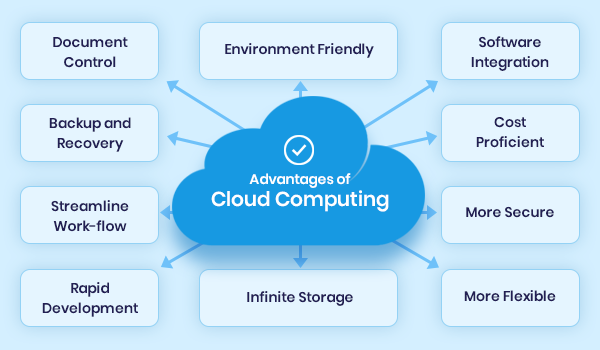 Document
Control
Environment Friendly
Software
Integration
Backup and
Recovery
Cost
Proficient
Advantages of
Cloud Computing
Streamline
Work-flow
More Secure
Rapid
Development
Infinite Storage
More Flexible